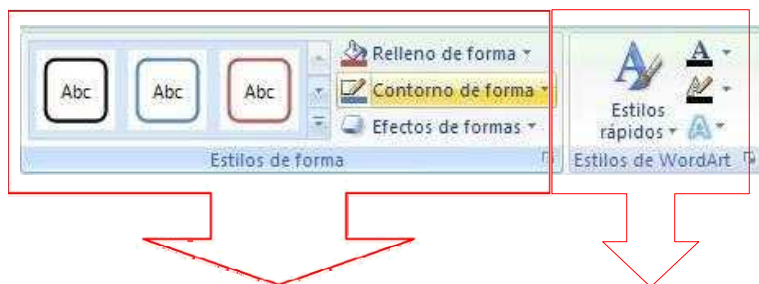 Abc Abc Abc
Relleno de forma
Contorno de forma
Efectos de formas
Estilos de forma
A
A
Estilos
rápidos
A
Estilos de WordArt